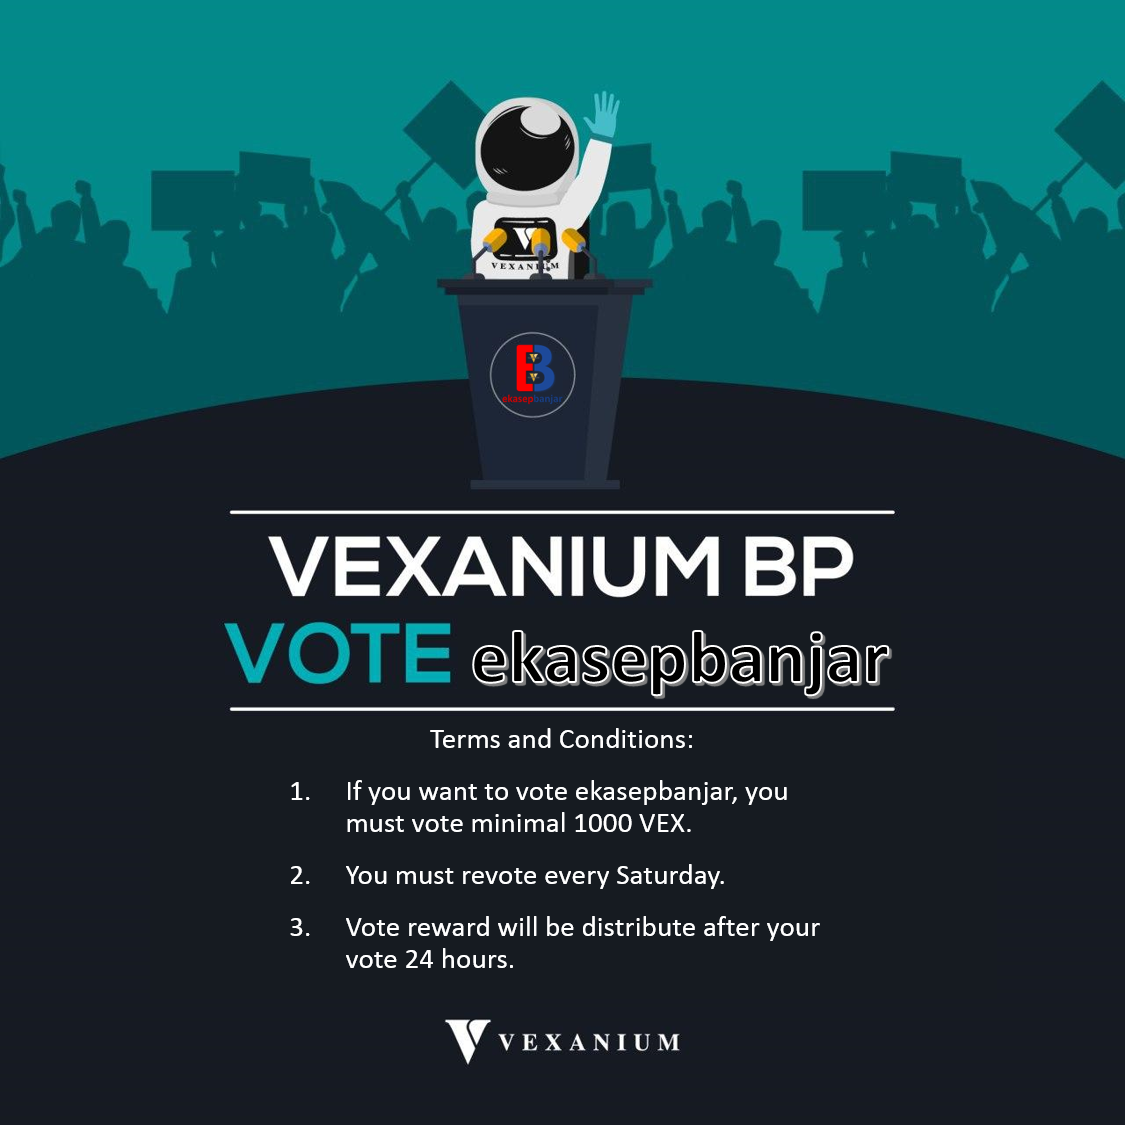 VEXANIUM
EB
ekasepbanjar
VEXANIUM BP
VOTE ekasepbanjar
Terms and Conditions:
1. If you want to vote ekasepbanjar, you
must vote minimal 1000 VEX.
2. You must revote every Saturday.
3. Vote reward will be distribute after your
vote 24 hours.
VEXANIUM